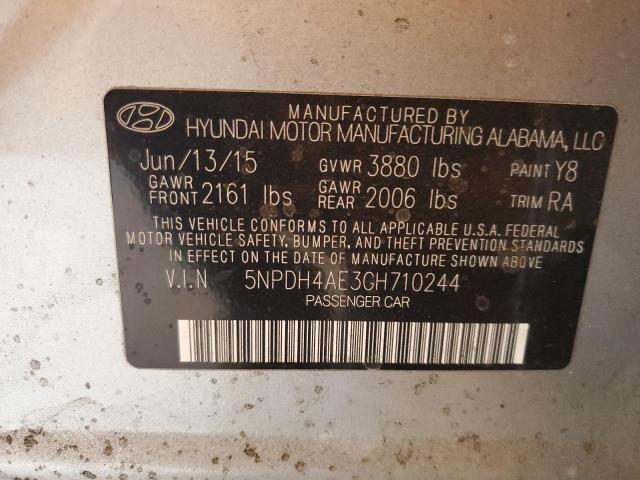 MANUFACTURED BY
HYUNDAI MOTOR MANUFACTURING ALABAMA, LLC
Jun/13/15 GVWR 3880 lbs PAINT Y8
GAWR FRONT 2161 lbs GAWR REAR 2006 lbs TRIM RA
THIS VEHICLE CONFORMS TO ALL APPLICABLE U.S.A. FEDERAL
MOTOR VEHICLE SAFETY, BUMPER, AND THEFT PREVENTION STANDARDS
IN EFFECT ON THE DATE OF MANUFACTURE SHOWN ABOVE
V.I.N 5NPDH4AE3GH710244
PASSENGER CAR